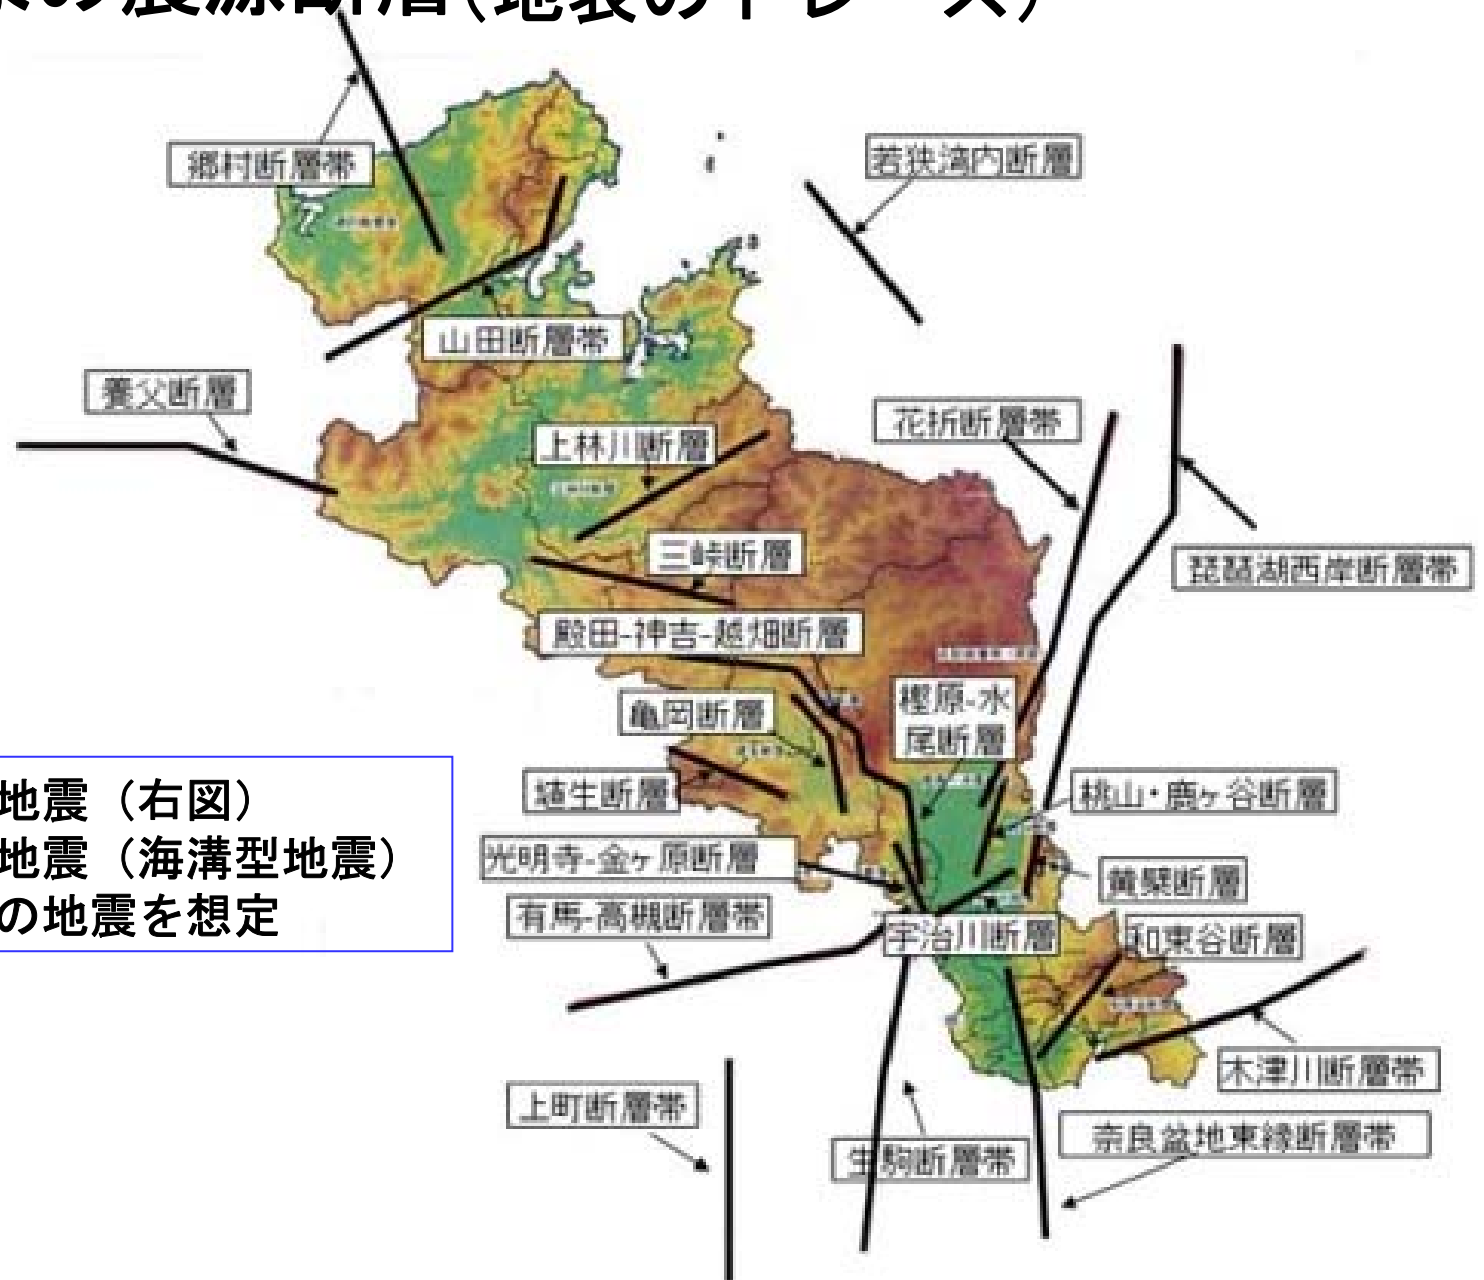 の震源断層(地表のトレース)
郷村断層帯
若狭湾内断層
山田断層帯
養父断層
上林川断層
花折断層帯
三峠断層
琵琶湖西岸断層帯
殿田-神吉-越畑断層
亀岡断層
樫原-水
尾断層
埴生断層
桃山・鹿ヶ谷断層
地震（右図）
地震（海溝型地震）
の地震を想定
光明寺-金ヶ原断層
黄檗断層
有馬-高槻断層帯
宇治川断層
和束谷断層
木津川断層帯
上町断層帯
奈良盆地東縁断層帯
生駒断層帯